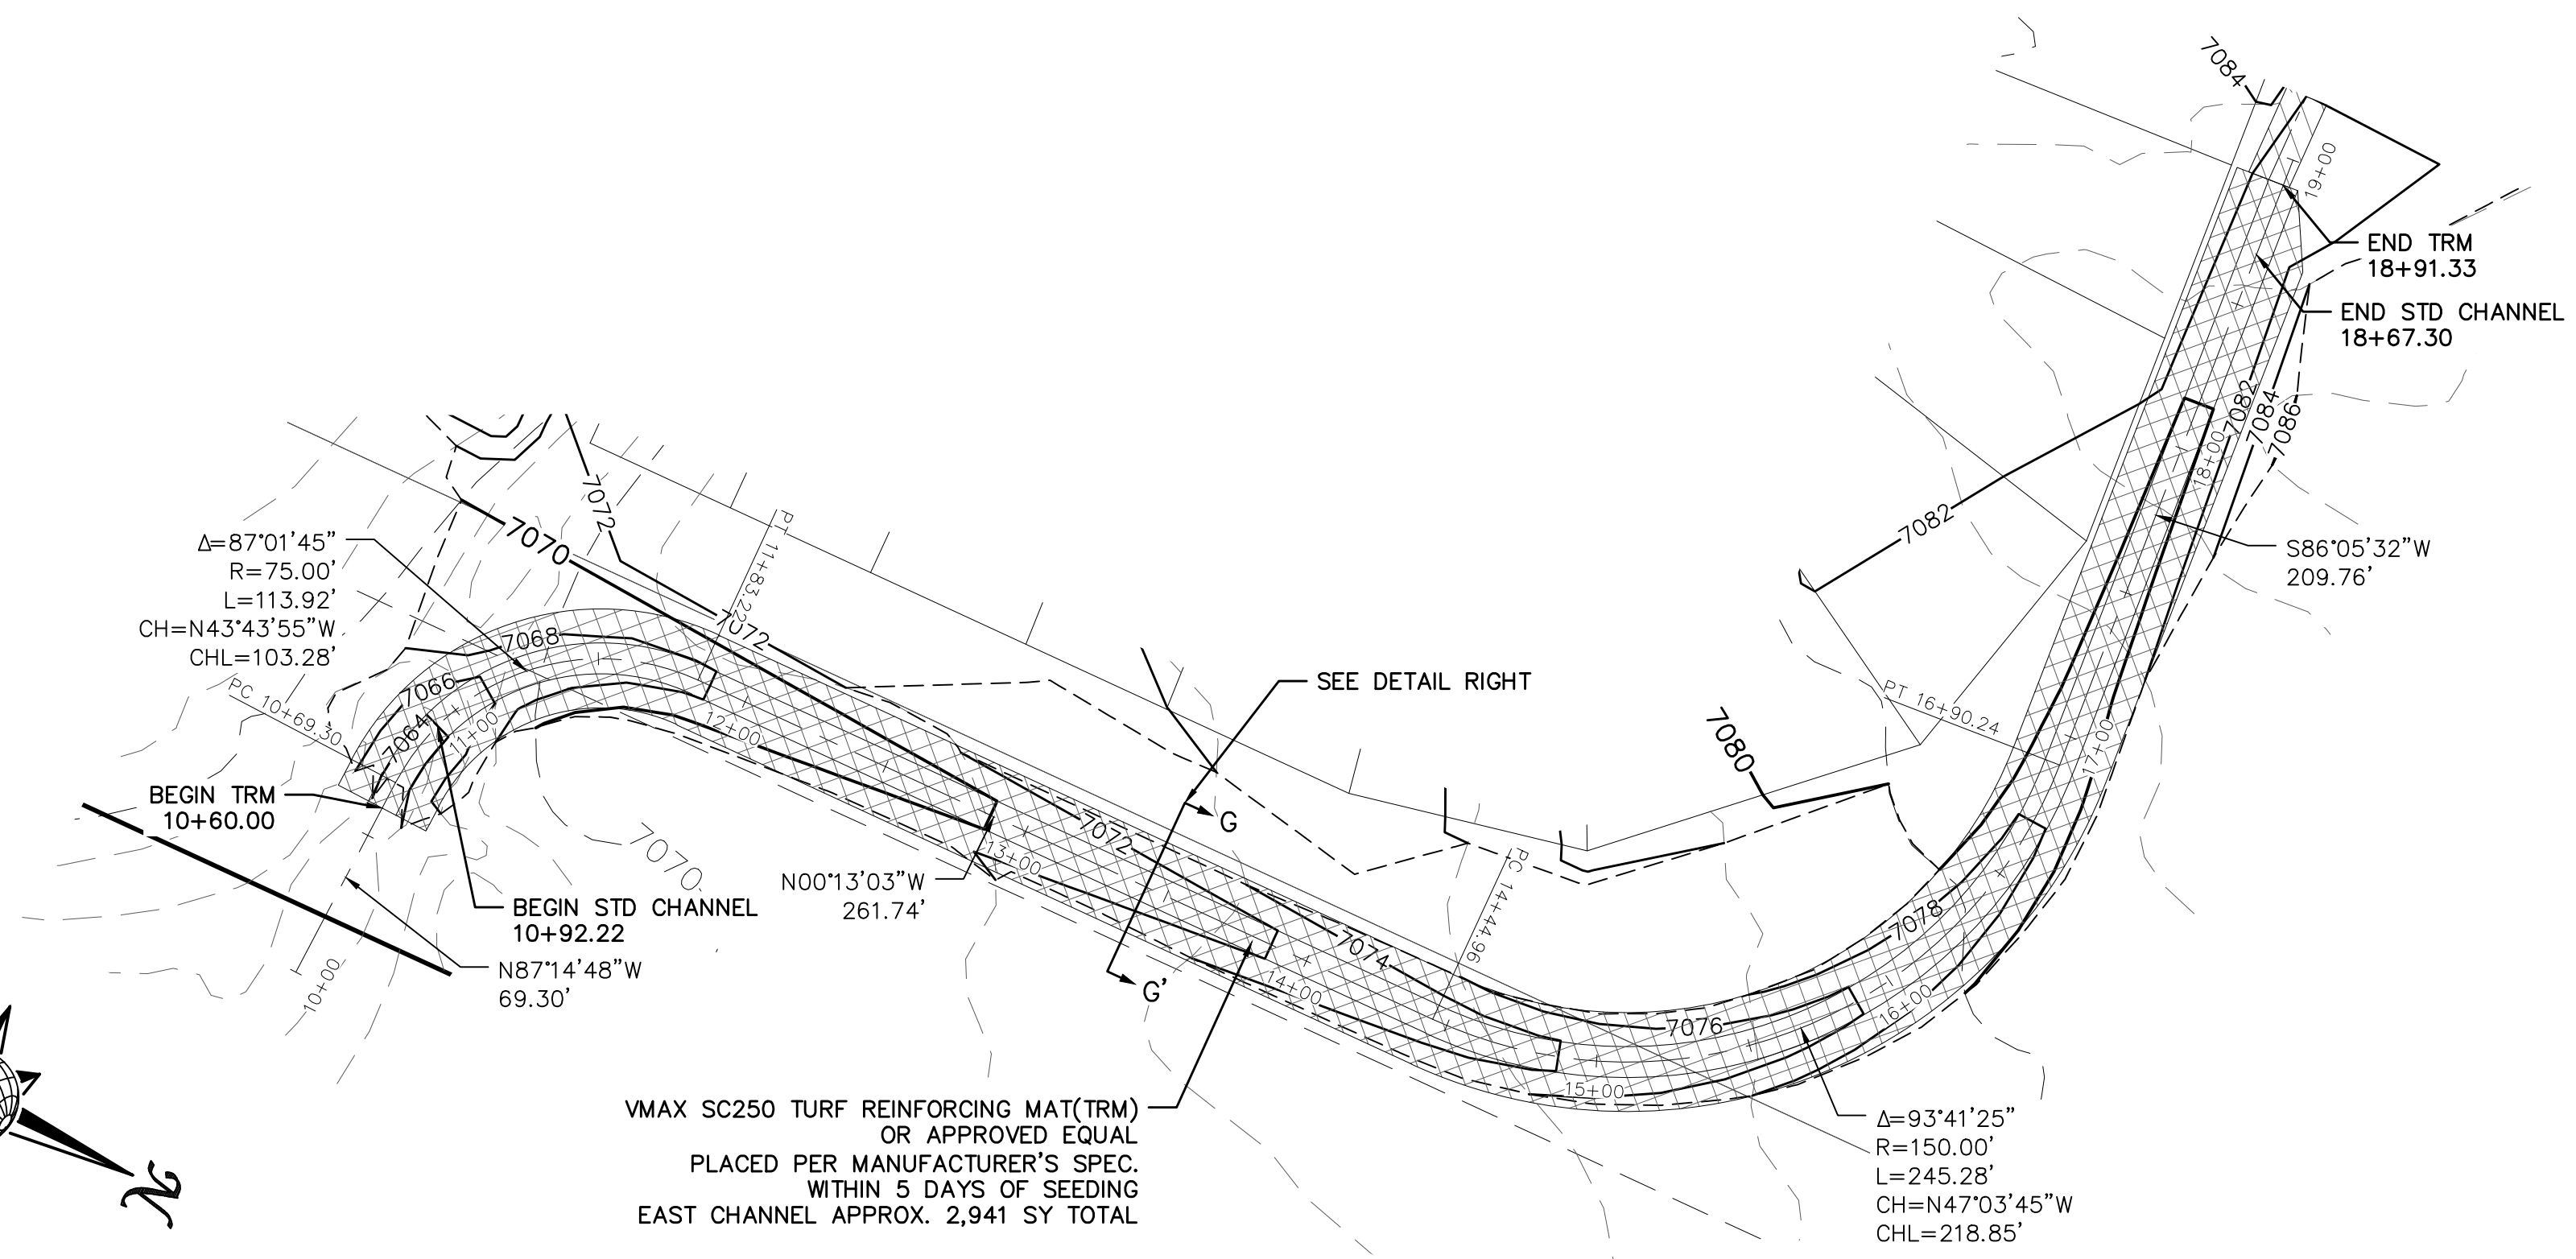 7084
19+00
END TRM
18+91.33
END STD CHANNEL
18+67.30
7082
7084
7086
18+00
7082
S86°05'32"W
209.76'
7072
7070
Δ=87°01'45"
R=75.00'
L=113.92'
CH=N43°43'55"W
CHL=103.28'
PT 11+83.22
7072
7068
7066
7064
11+00
PC 10+69.30
12+00
BEGIN TRM
10+60.00
SEE DETAIL RIGHT
G
G'
PT 16+90.24
17+00
7080
7070
7072
13+00
N00°13'03"W
261.74'
BEGIN STD CHANNEL
10+92.22
N87°14'48"W
69.30'
10+00
PC 14+44.96
7074
14+00
7078
7076
16+00
15+00
VMAX SC250 TURF REINFORCING MAT(TRM)
OR APPROVED EQUAL
PLACED PER MANUFACTURER'S SPEC.
WITHIN 5 DAYS OF SEEDING
EAST CHANNEL APPROX. 2,941 SY TOTAL
Δ=93°41'25"
R=150.00'
L=245.28'
CH=N47°03'45"W
CHL=218.85'
N